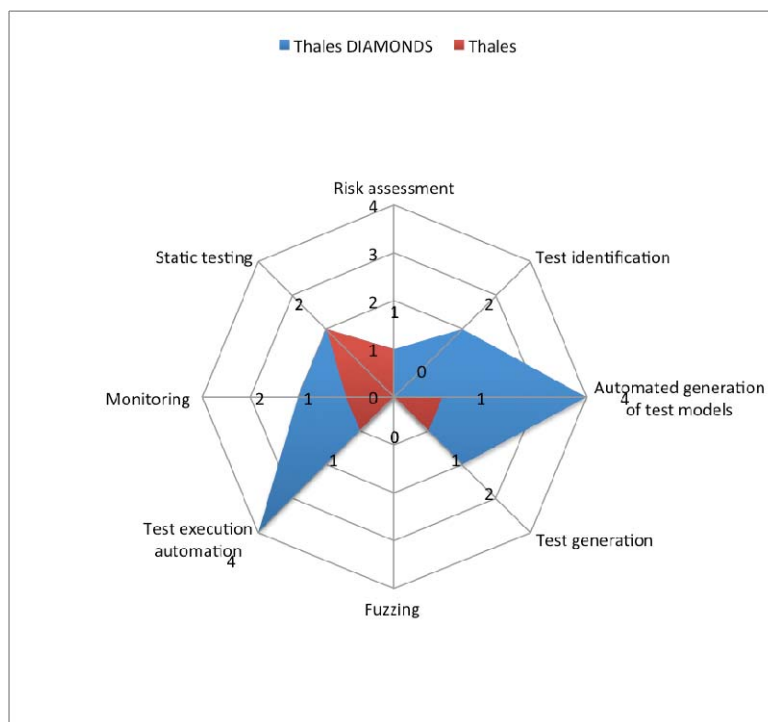 Thales DIAMONDS Thales
Risk assessment
4
Static testing
Test identification
3
2
2
2
1
1
0
Monitoring
2
1
0
1
Automated generation
of test models
4
0
1
1
2
Test execution
automation
4
Test generation
Fuzzing